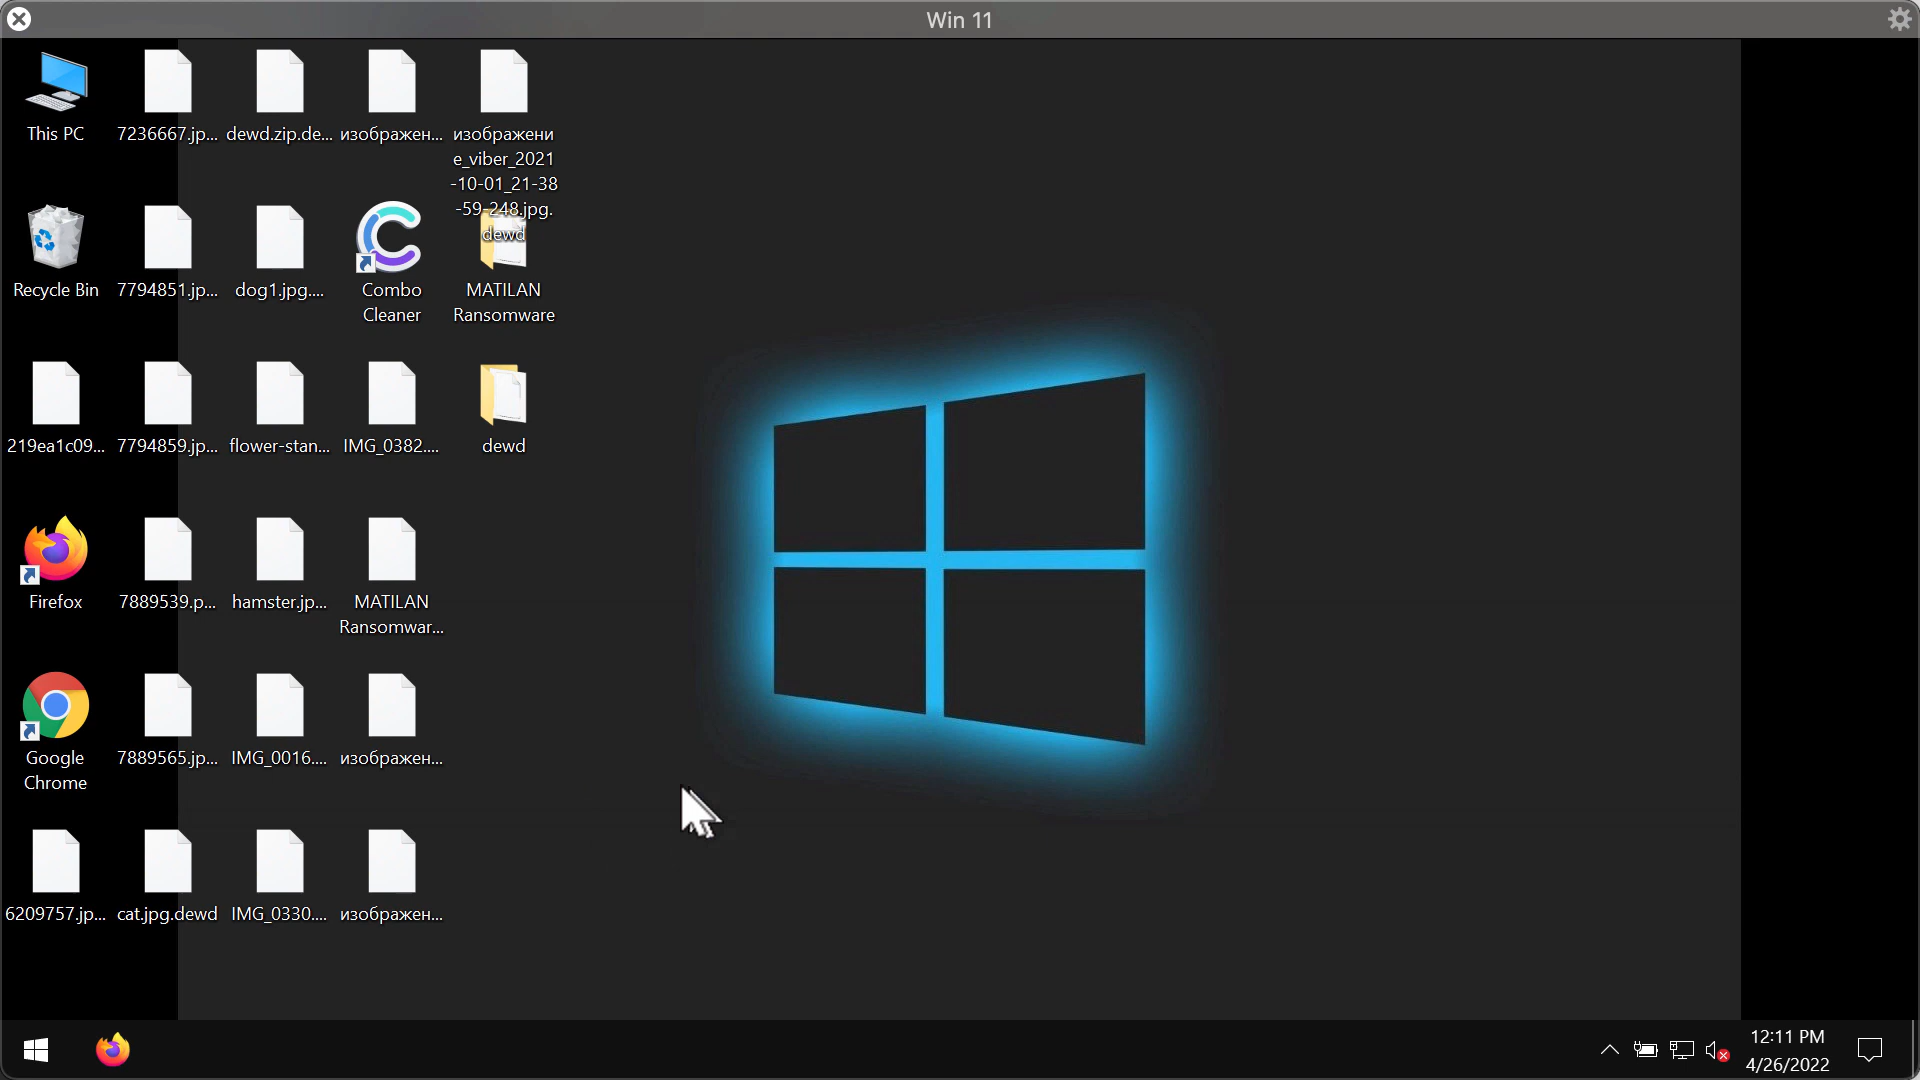 Win 11
This PC
7236667.jp...
dewd.zip.de...
изображен...
изображени
e_viber_2021
-10-01_21-38
-59-248.jpg.
dewd
Recycle Bin
7794851.jp...
dog1.jpg....
Combo
Cleaner
MATILAN
Ransomware
219ea1c09...
7794859.jp...
flower-stan...
IMG_0382....
dewd
Firefox
7889539.p...
hamster.jp...
MATILAN
Ransomwar...
Google
Chrome
7889565.jp...
IMG_0016....
изображен...
6209757.jp...
cat.jpg.dewd
IMG_0330....
изображен...
12:11 PM
4/26/2022